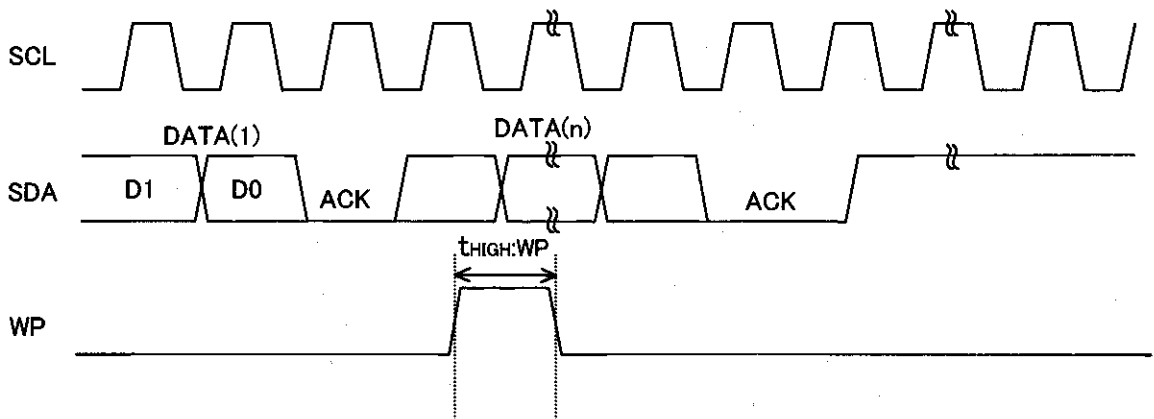 SCL
DATA(1)
DATA(n)
SDA
D1
D0
ACK
ACK
tHIGH:WP
WP